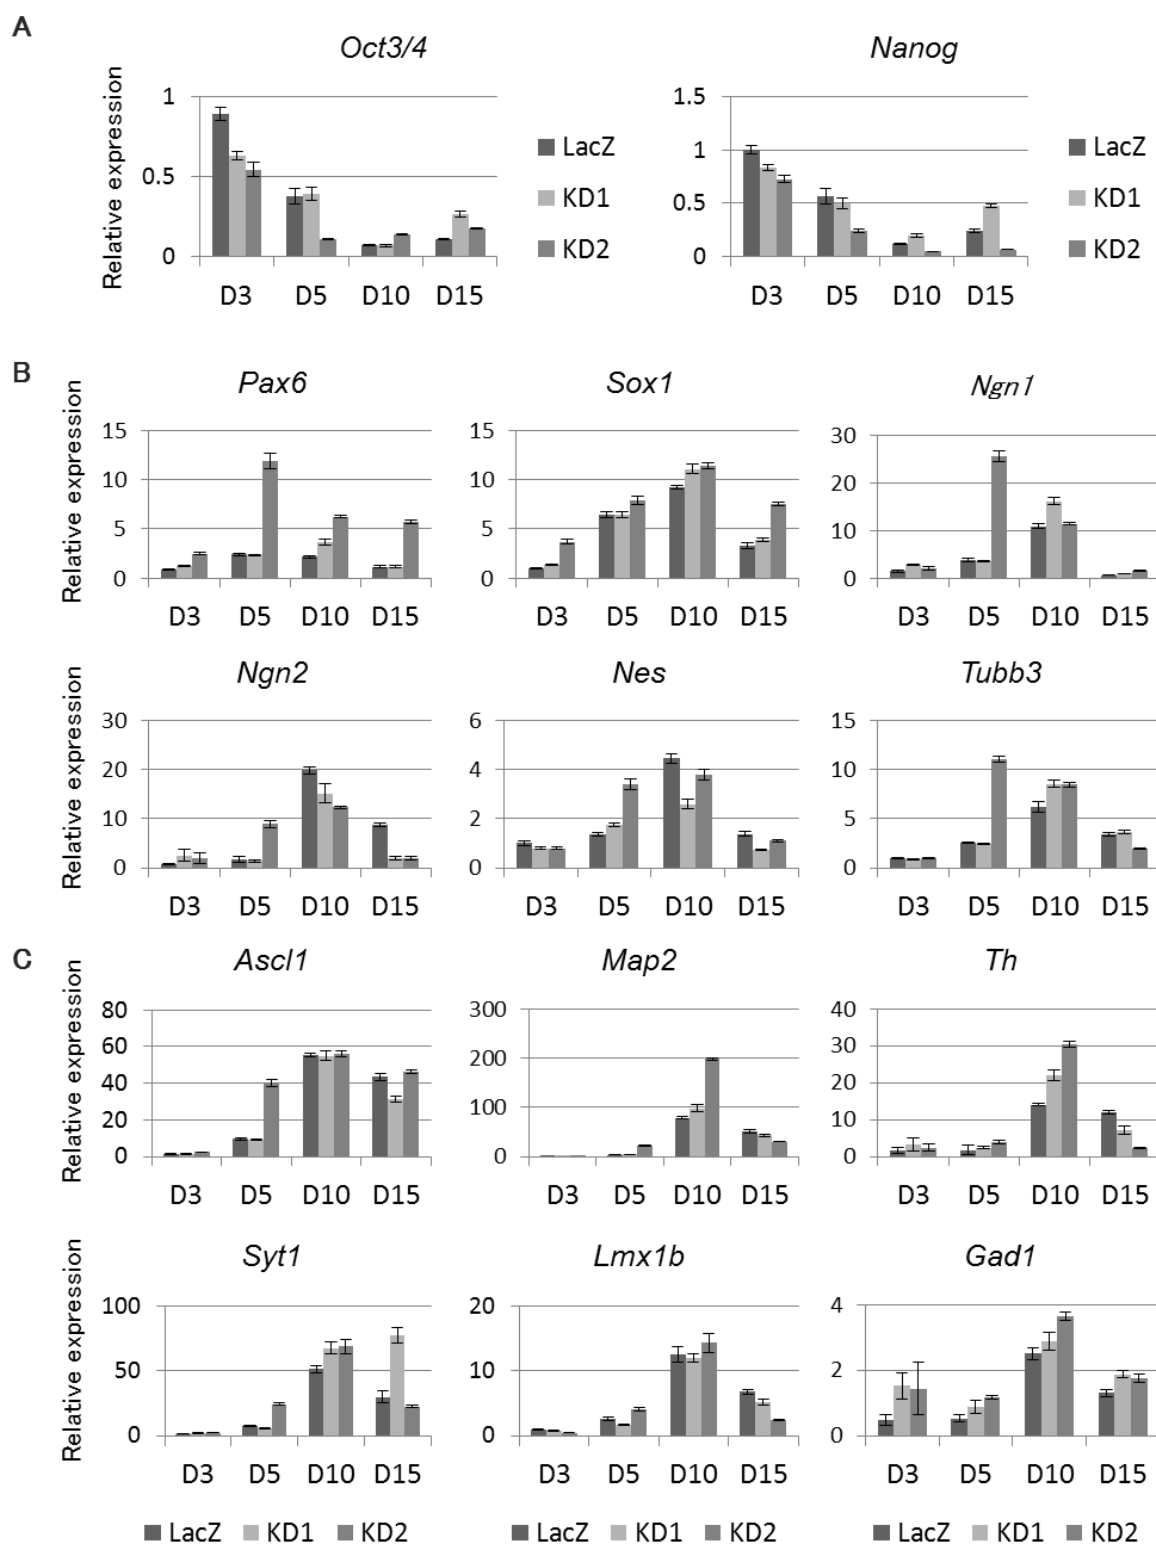 A
Oct3/4
Nanog
Relative expression
1
0.5
0
D3 D5 D10 D15
LacZ
KD1
KD2
1.5
1
0.5
0
D3 D5 D10 D15
LacZ
KD1
KD2
B
Pax6
Sox1
Ngn1
Relative expression
15
10
5
0
D3 D5 D10 D15
15
10
5
0
D3 D5 D10 D15
30
20
10
0
D3 D5 D10 D15
Ngn2
Nes
Tubb3
Relative expression
30
20
10
0
D3 D5 D10 D15
6
4
2
0
D3 D5 D10 D15
15
10
5
0
D3 D5 D10 D15
C
Ascl1
Map2
Th
Relative expression
80
60
40
20
0
D3 D5 D10 D15
300
200
100
0
D3 D5 D10 D15
40
30
20
10
0
D3 D5 D10 D15
Syt1
Lmx1b
Gad1
Relative expression
100
50
0
D3 D5 D10 D15
20
10
0
D3 D5 D10 D15
4
2
0
D3 D5 D10 D15
LacZ KD1 KD2
LacZ KD1 KD2
LacZ KD1 KD2